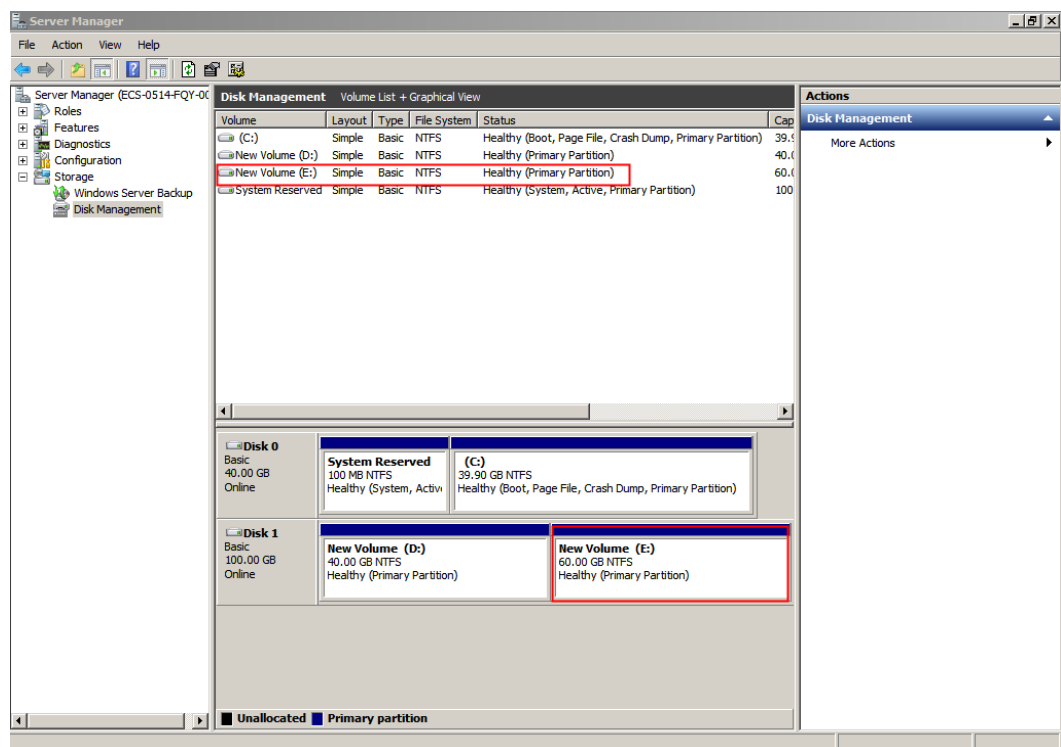 Server Manager
File Action View Help
Server Manager (ECS-0514-FQY-00
Roles
Features
Diagnostics
Configuration
Storage
Windows Server Backup
Disk Management
Disk Management Volume List + Graphical View
Volume Layout Type File System Status Cap
(C:) Simple Basic NTFS Healthy (Boot, Page File, Crash Dump, Primary Partition) 39.9
New Volume (D:) Simple Basic NTFS Healthy (Primary Partition) 40.0
New Volume (E:) Simple Basic NTFS Healthy (Primary Partition) 60.0
System Reserved Simple Basic NTFS Healthy (System, Active, Primary Partition) 100
Disk 0
Basic
40.00 GB
Online
System Reserved
100 MB NTFS
Healthy (System, Active
(C:)
39.90 GB NTFS
Healthy (Boot, Page File, Crash Dump, Primary Partition)
Disk 1
Basic
100.00 GB
Online
New Volume (D:)
40.00 GB NTFS
Healthy (Primary Partition)
New Volume (E:)
60.00 GB NTFS
Healthy (Primary Partition)
Unallocated Primary partition
Actions
Disk Management
More Actions